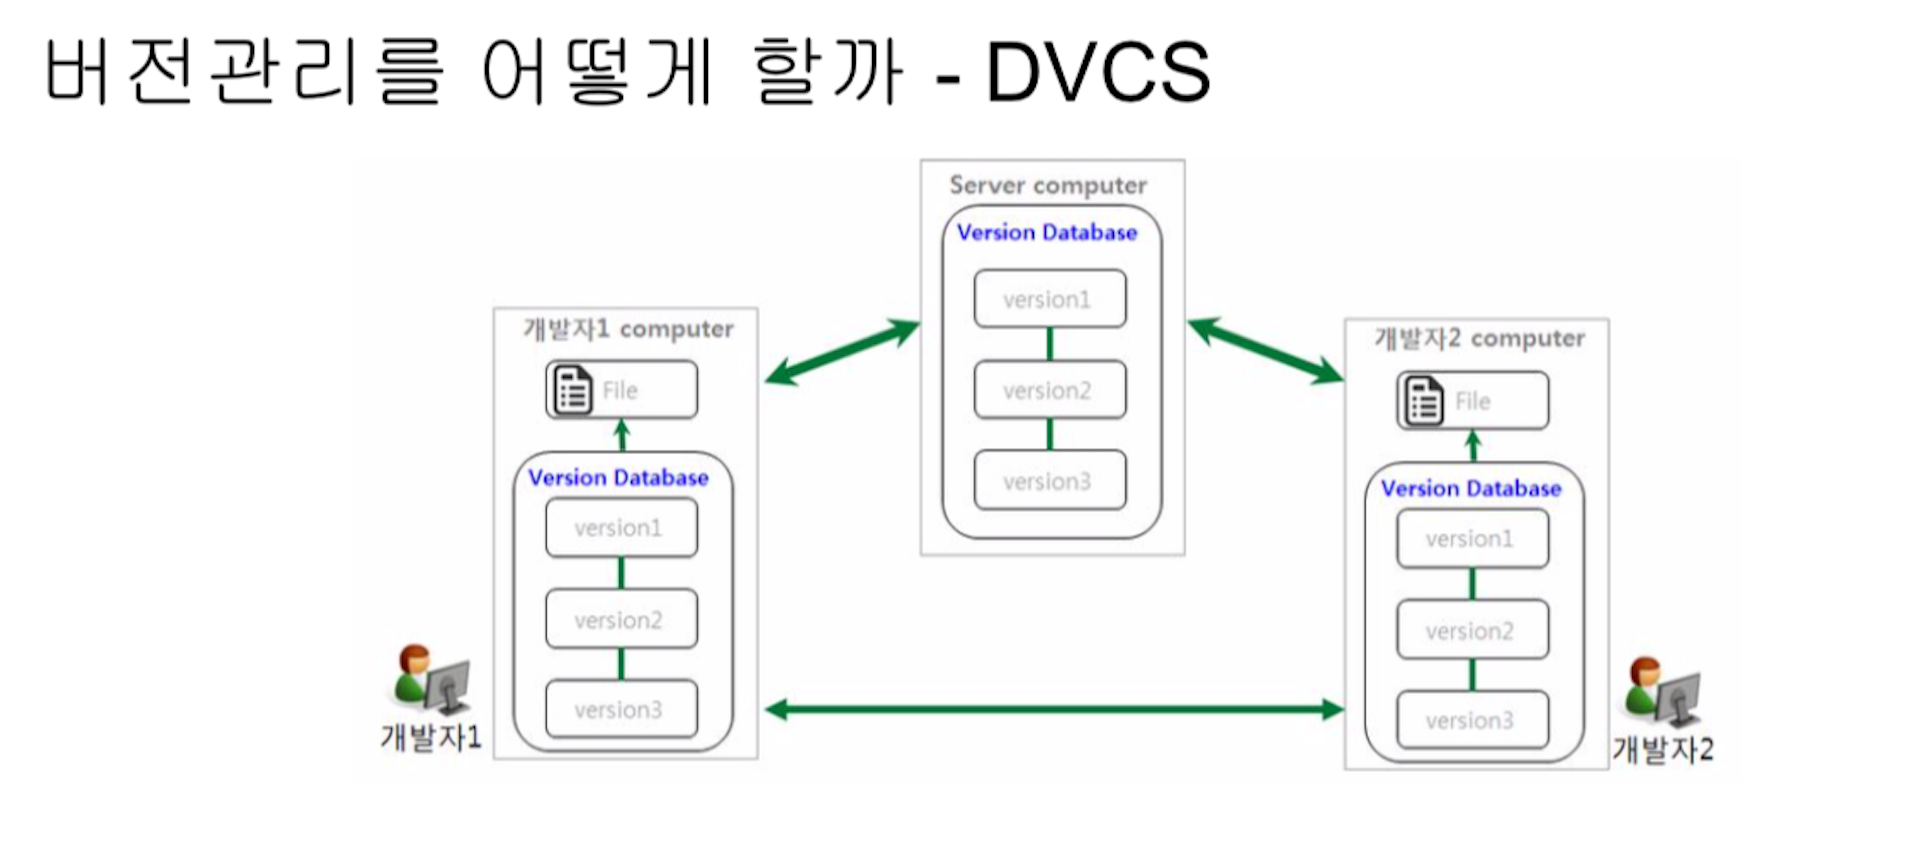 버전관리를 어떻게 할까 - DVCS
Server computer
Version Database
version1
version2
version3
개발자1 computer
File
Version Database
version1
version2
version3
개발자1
개발자2 computer
File
Version Database
version1
version2
version3
개발자2